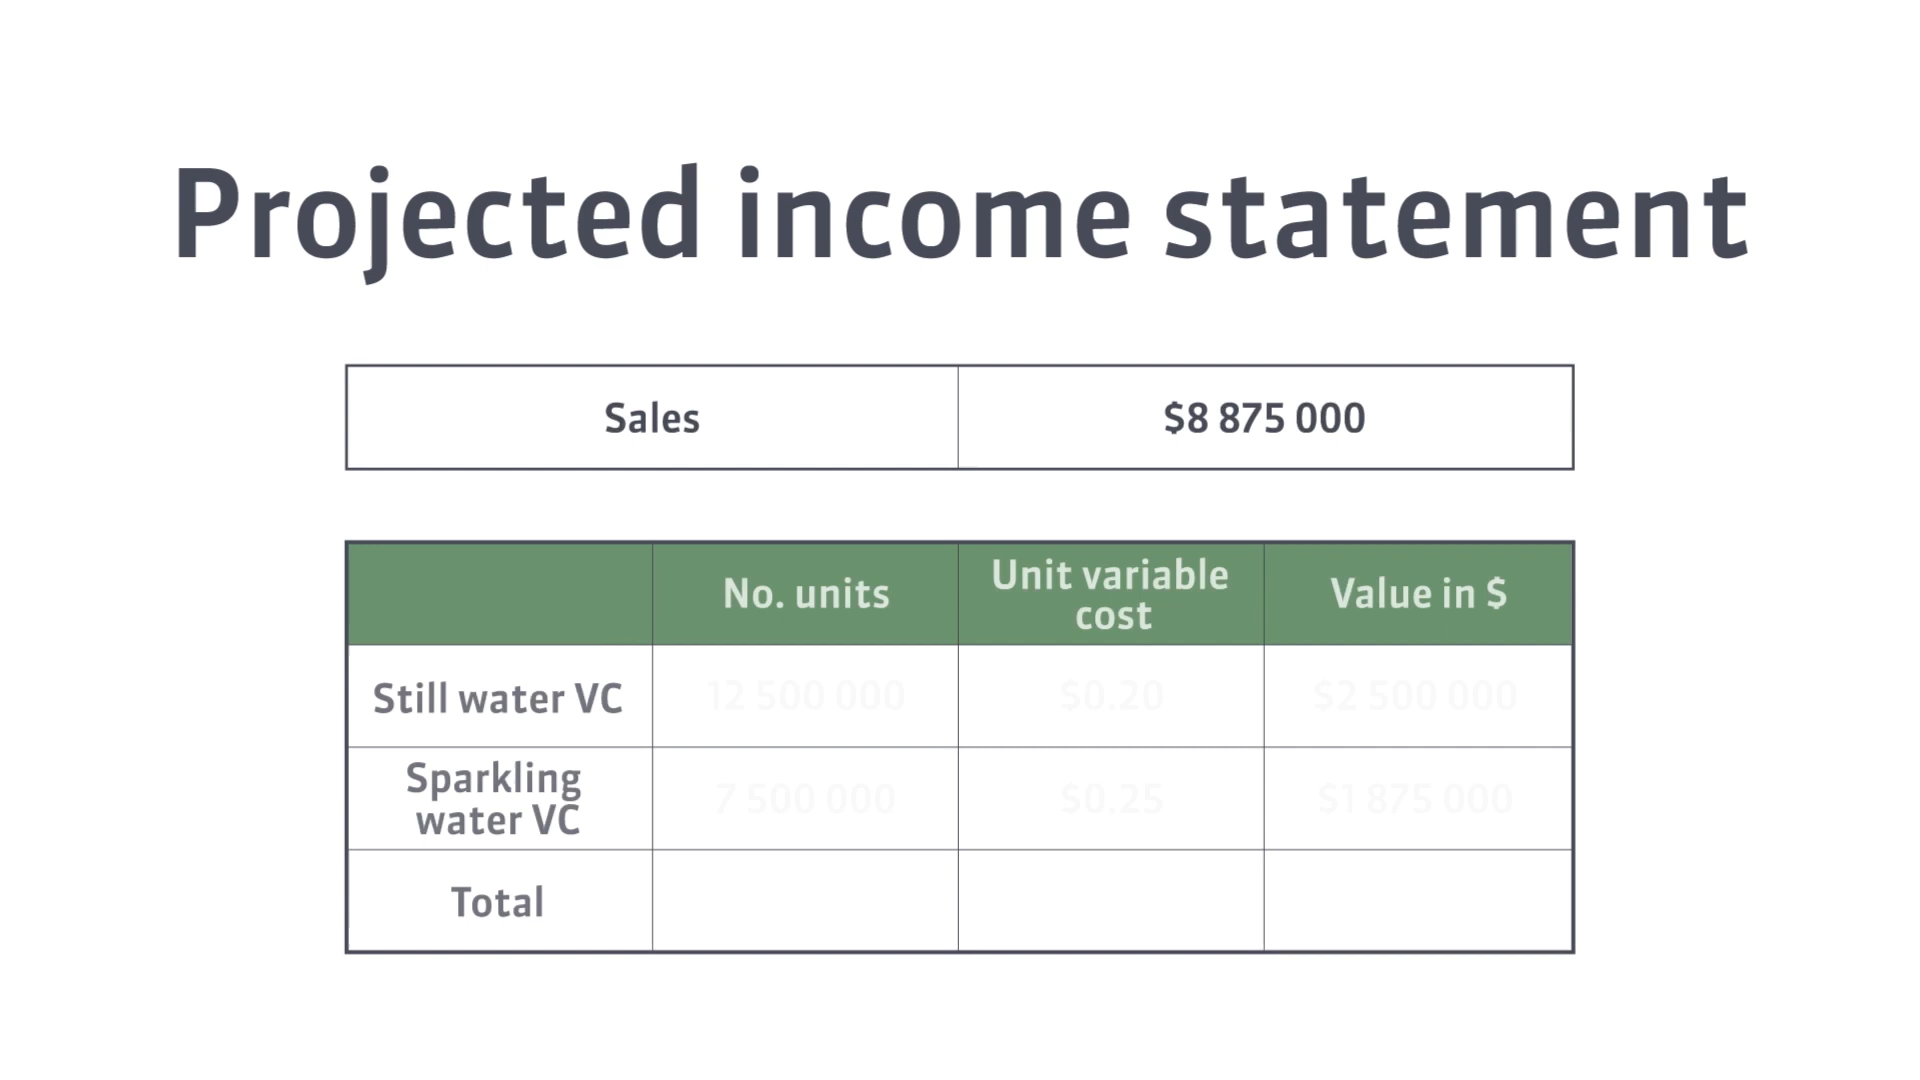 Projected income statement
Sales $8 875 000
No. units Unit variable cost Value in $
Still water VC 12 500 000 $0.20 $2 500 000
Sparkling water VC 7 500 000 $0.25 $1 875 000
Total